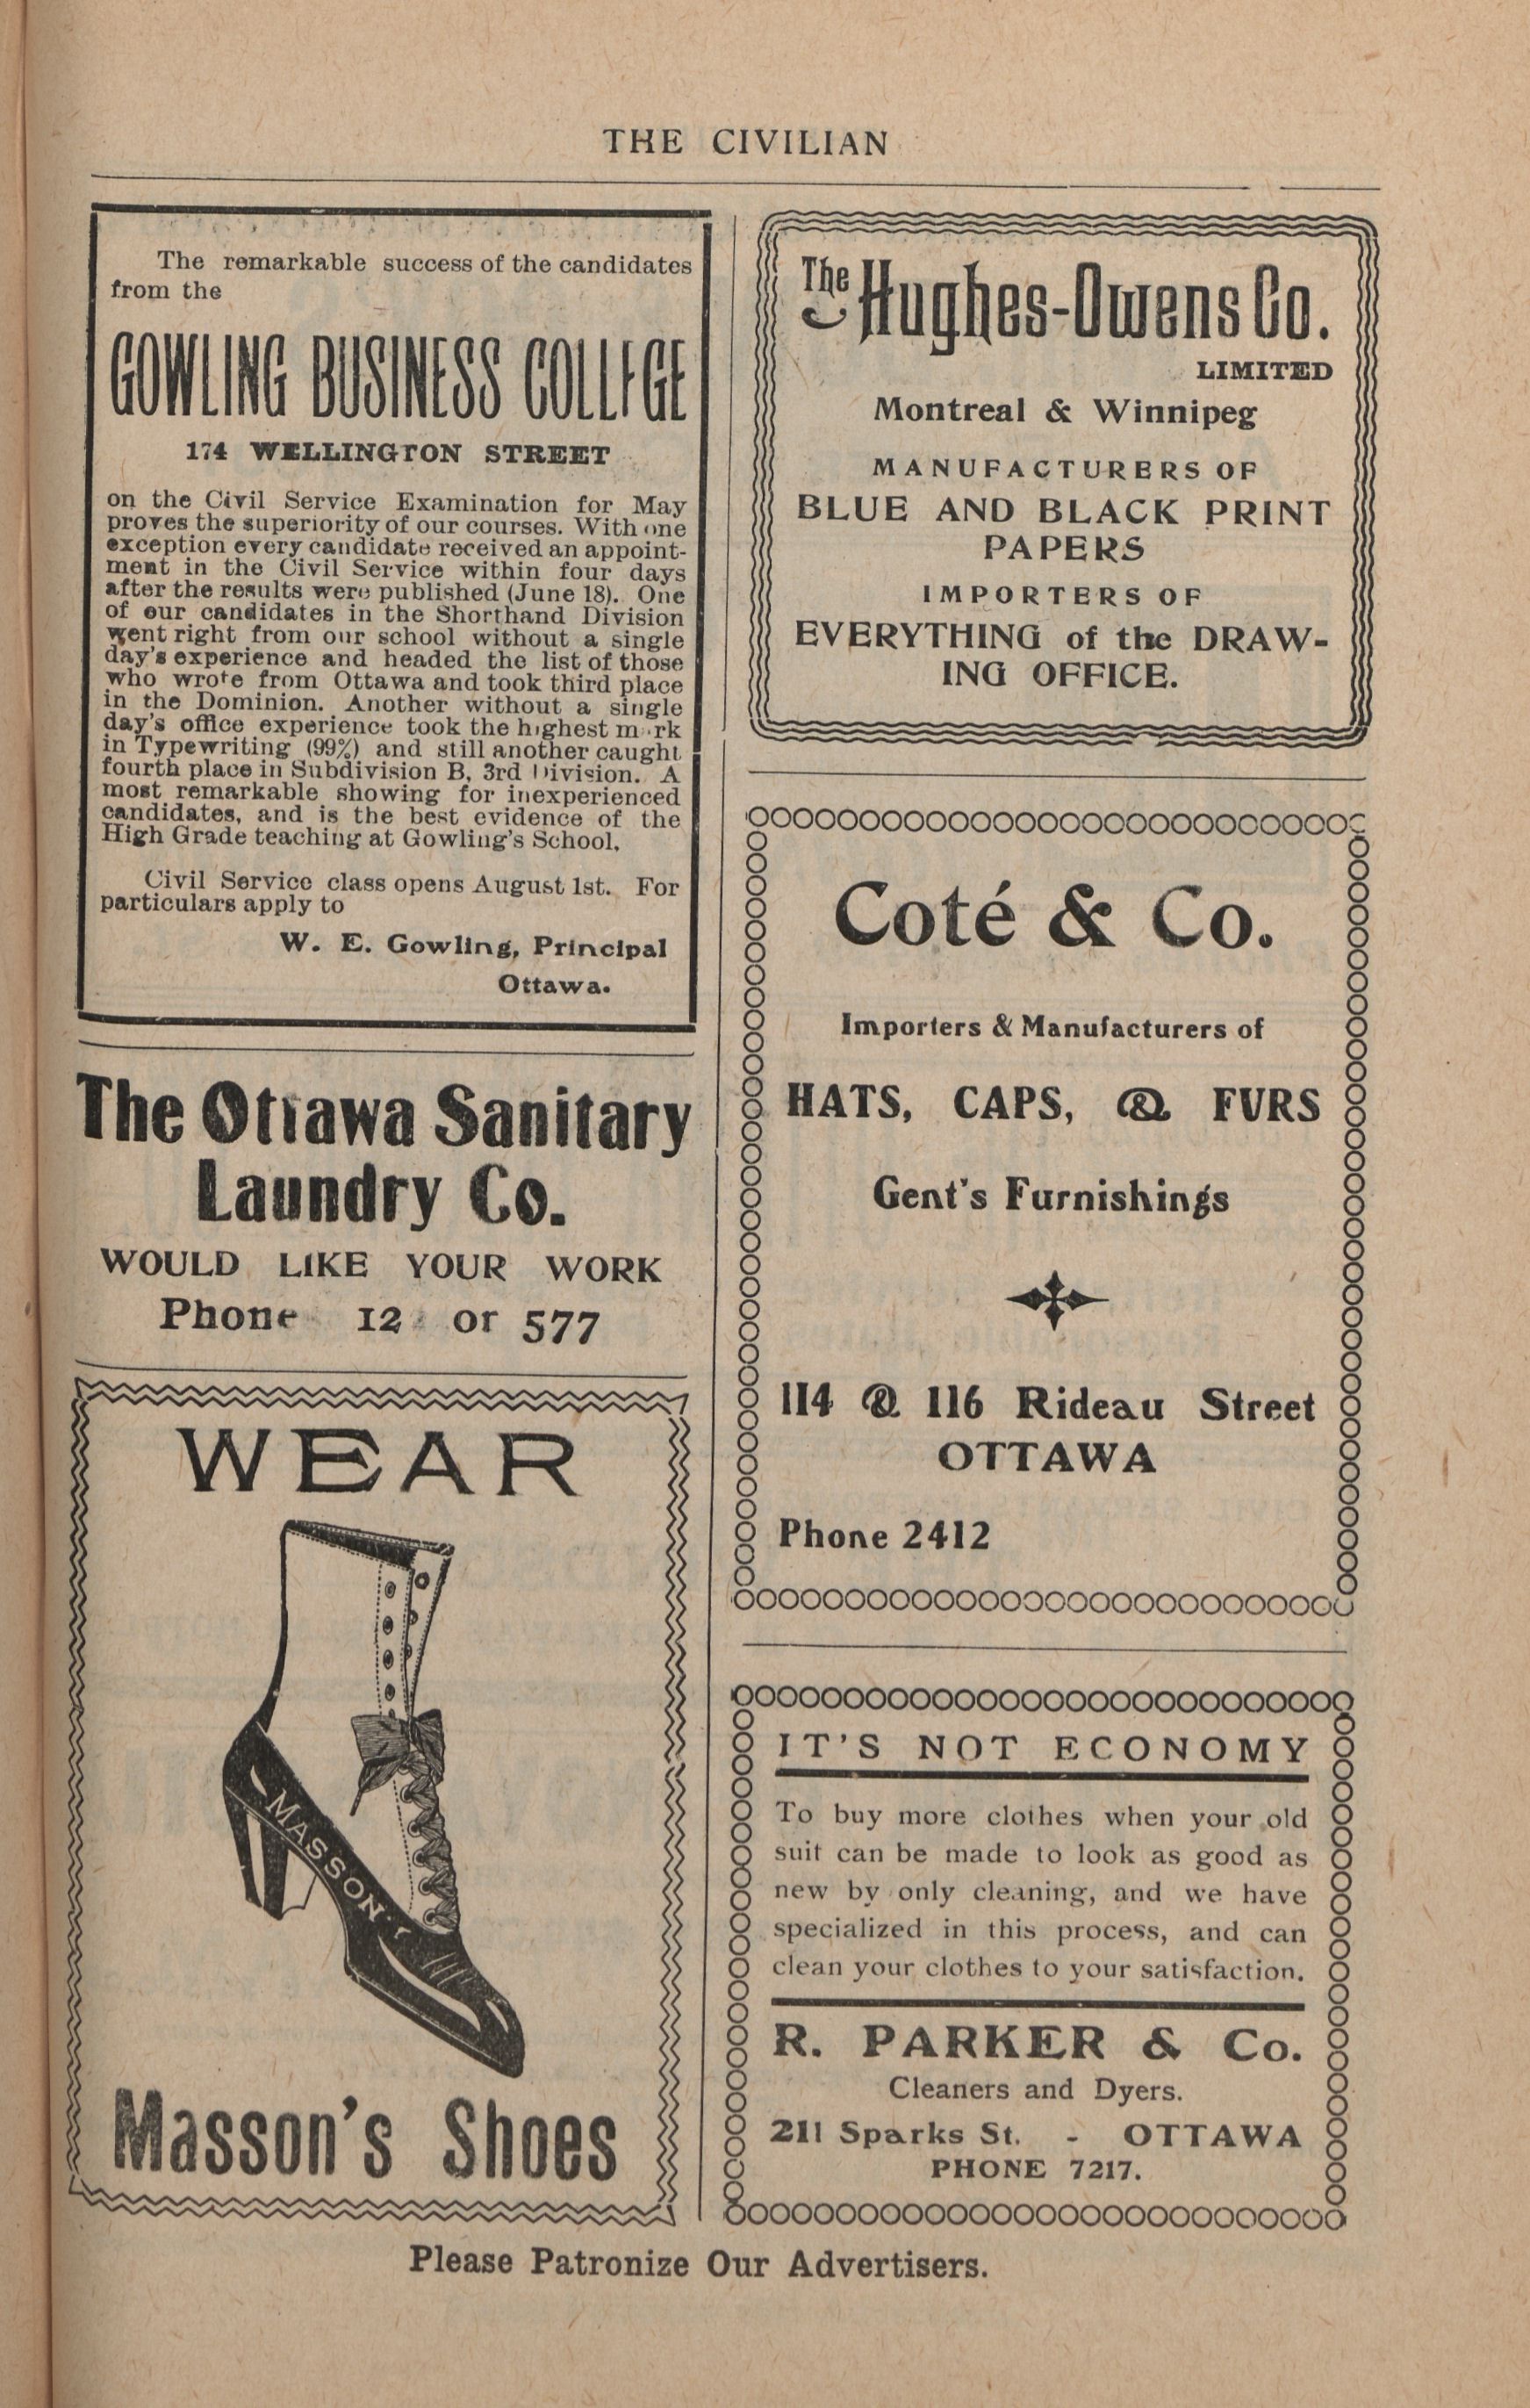 THE CIVILIAN
The remarkable success of the candidates
from the
GOWLING BUSINESS COLLEGE
174 WELLINGTON STREET
on the Civil Service Examination for May
proves the superiority of our courses. With one
exception every candidate received an appoint-
ment in the Civil Service within four days
after the results were published (June 18). One
of our candidates in the Shorthand Division
went right from our school without a single
day's experience and headed the list of those
who wrote from Ottawa and took third place
in the Dominion. Another without a single
day's office experience took the highest mark
in Typewriting (99%) and still another caught
fourth place in Subdivision B, 3rd Division. A
most remarkable showing for inexperienced
candidates, and is the best evidence of the
High Grade teaching at Gowling's School.
Civil Service class opens August 1st. For
particulars apply to
W. E. Gowling, Principal
Ottawa.
The Ottawa Sanitary
Laundry Co.
WOULD LIKE YOUR WORK
Phone 12 or 577
WEAR
MASSON
Masson's Shoes
The Hughes-Owens Co.
LIMITED
Montreal & Winnipeg
MANUFACTURERS OF
BLUE AND BLACK PRINT
PAPERS
IMPORTERS OF
EVERYTHING of the DRAW-
ING OFFICE.
Coté & Co.
Importers & Manufacturers of
HATS, CAPS, & FURS
Gent's Furnishings
114 & 116 Rideau Street
OTTAWA
Phone 2412
IT'S NOT ECONOMY
To buy more clothes when your old
suit can be made to look as good as
new by only cleaning, and we have
specialized in this process, and can
clean your clothes to your satisfaction.
R. PARKER & Co.
Cleaners and Dyers.
211 Sparks St. - OTTAWA
PHONE 7217.
Please Patronize Our Advertisers.